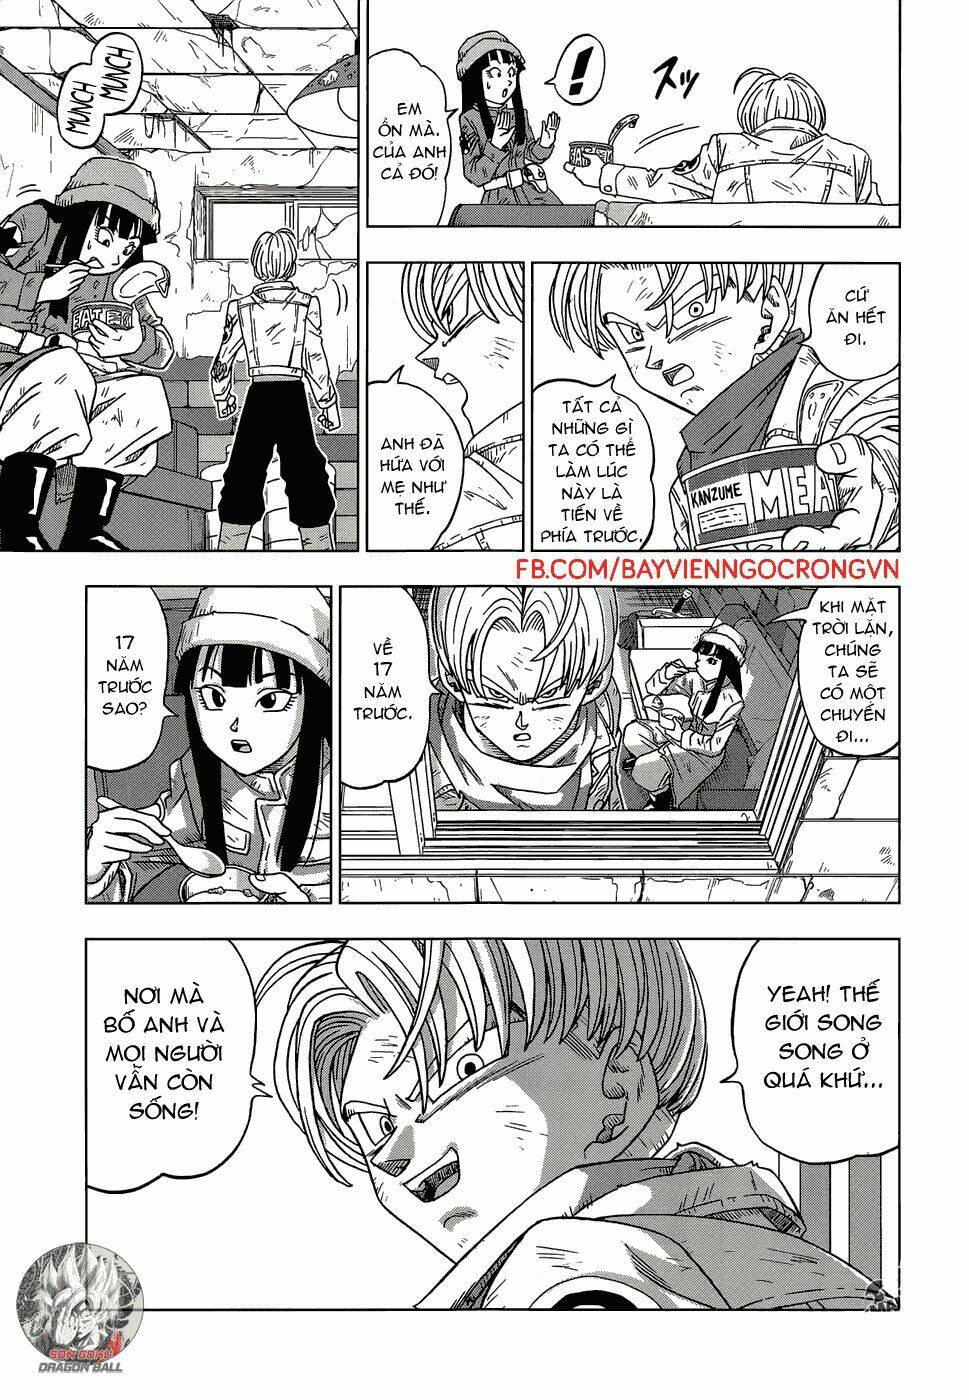 スッ
!
EM
ỔN MÀ.
CỦA ANH
CẢ ĐÓ!
MUNCH
MUNCH
EATEC
CỨ
ĂN HẾT
ĐI.
TẤT CẢ
NHỮNG GÌ
TA CÓ THỂ
LÀM LÚC
NÀY LÀ
TIẾN VỀ
PHÍA TRƯỚC.
KANZUME
MEA
ANH ĐÃ
HỨA VỚI
MẸ NHƯ
THẾ.
FB.COM/BAYVIENNGOCRONGVN
KHI MẶT
TRỜI LẶN,
CHÚNG
TA SẼ
CÓ MỘT
CHUYẾN
ĐI...
VỀ
17
NĂM
TRƯỚC.
17
NĂM
TRƯỚC
SAO?
YEAH! THẾ
GIỚI SONG
SONG Ở
QUÁ KHỨ...
NƠI MÀ
BỐ ANH VÀ
MỌI NGƯỜI
VẪN CÒN
SỐNG!
SON GOKU
DRAGON BALL